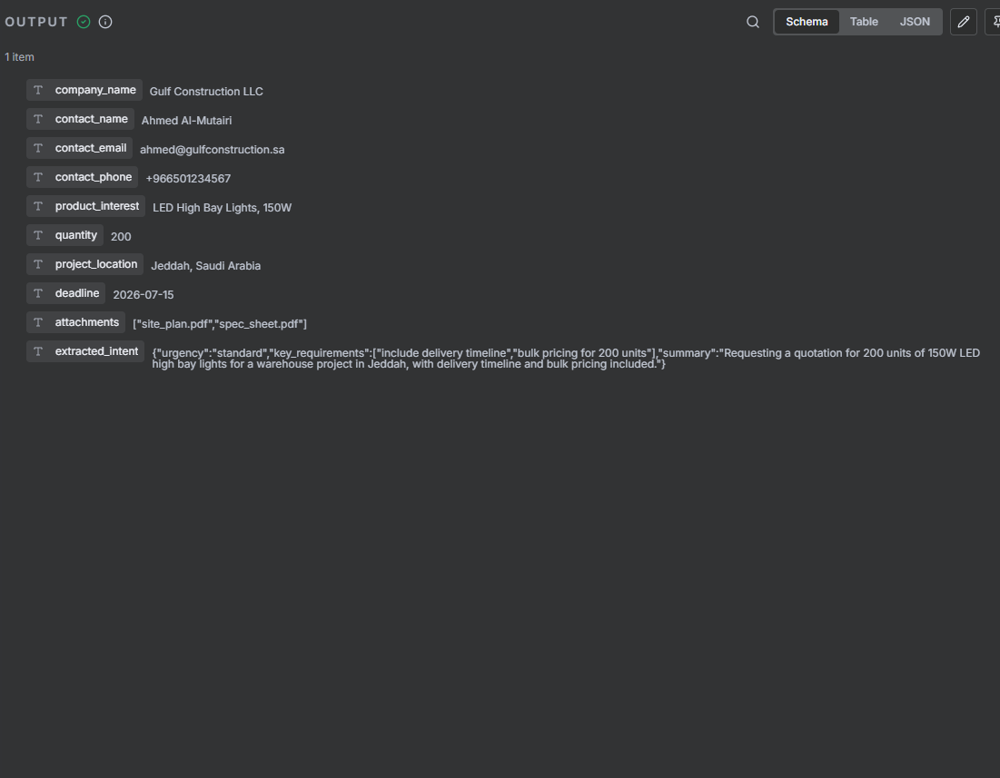 OUTPUT
Schema Table JSON
1 item
T company_name Gulf Construction LLC
T contact_name Ahmed Al-Mutairi
T contact_email ahmed@gulfconstruction.sa
T contact_phone +966501234567
T product_interest LED High Bay Lights, 150W
T quantity 200
T project_location Jeddah, Saudi Arabia
T deadline 2026-07-15
T attachments ["site_plan.pdf","spec_sheet.pdf"]
T extracted_intent {"urgency":"standard","key_requirements":["include delivery timeline","bulk pricing for 200 units"],"summary":"Requesting a quotation for 200 units of 150W LED
high bay lights for a warehouse project in Jeddah, with delivery timeline and bulk pricing included."}